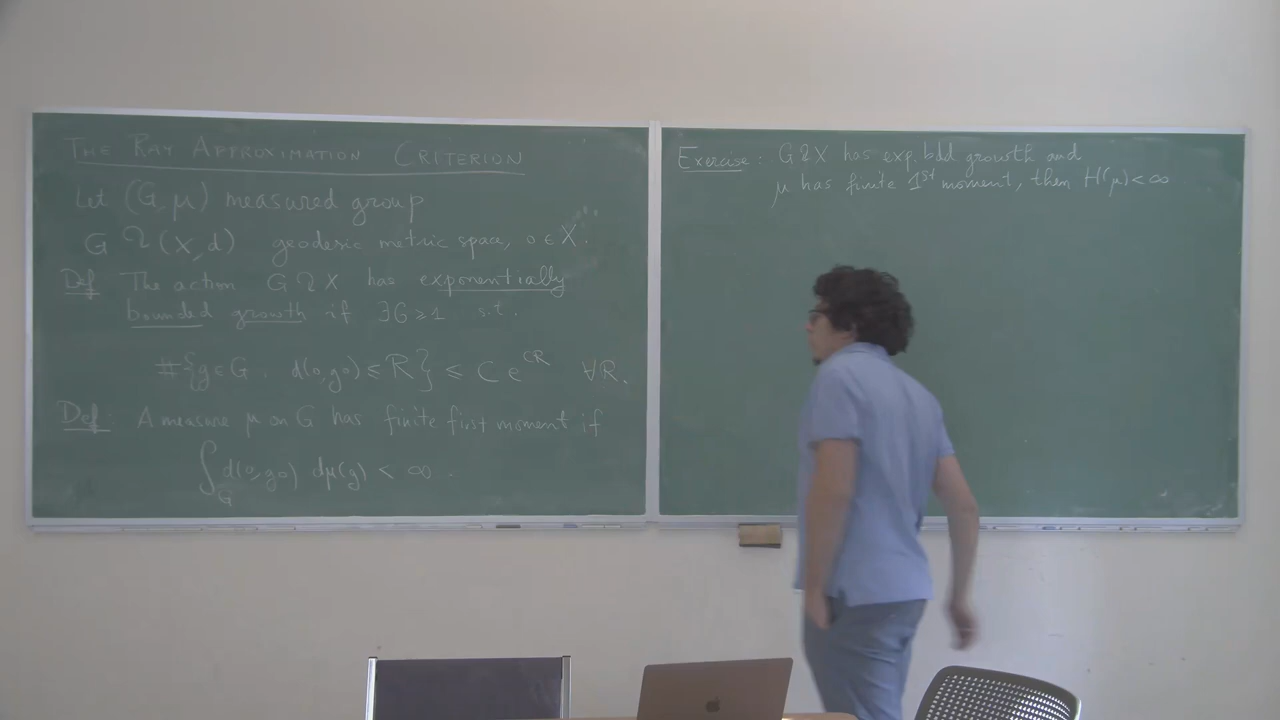 THE RAY APPROXIMATION CRITERION
Let (G, μ) measured group
G ↷ (X, d) geodesic metric space, o ∈ X.
Def The action G ↷ X has exponentially
bounded growth if ∃C ≥ 1 s.t.
#{g ∈ G : d(o, go) ≤ R} ≤ C e^{CR} ∀R.
Def: A measure μ on G has finite first moment if
∫_G d(o, go) dμ(g) < ∞.
Exercise: G ↷ X has exp. bdd growth and
μ has finite 1st moment, then H(μ) < ∞